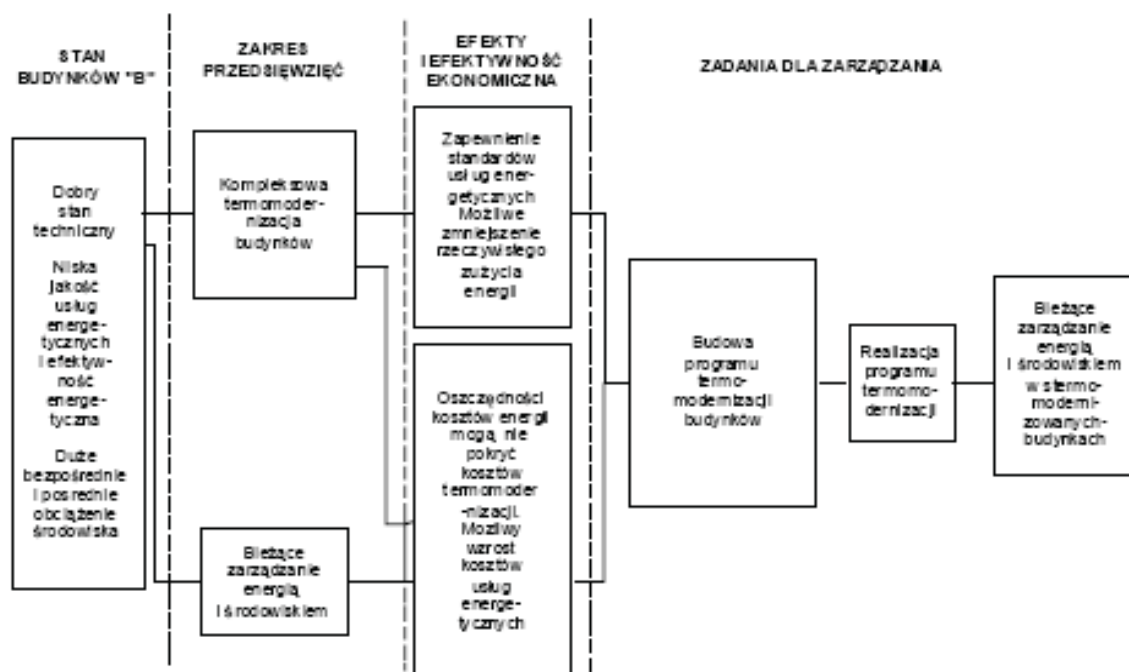 STAN
BUDYNKÓW "B"
ZAKRES
PRZEDSIĘWZIĘĆ
EFEKTY
I EFEKTYWNOŚĆ
EKONOMICZNA
ZADANIA DLA ZARZĄDZANIA
Dobry
stan
techniczny
Niska
jakość
usług
energe-
tycznych
i efektyw-
ność
energe-
tyczna
Duże
bezpośrednie
i posrednie
obciążenie
środowiska
Kompleksowa
termomoder-
nizacja
budynków
Bieżące
zarządzanie
energią
i środowiskiem
Zapewnienie
standardów
usług ener-
getycznych
Możliwe
zmniejszenie
rzeczywistego
zużycia
energii
Oszczędności
kosztów energii
mogą nie
pokryć
kosztów
termomoder
-nizacji.
Możliwy
wzrost
kosztów
usług
energe-
tycznych
Budowa
programu
termo-
modernizacji
budynków
Realizacja
programu
termomo-
dernizacji
Bieżące
zarządzanie
energią
i środowiskiem
w stermo-
moderni-
zowanych-
budynkach